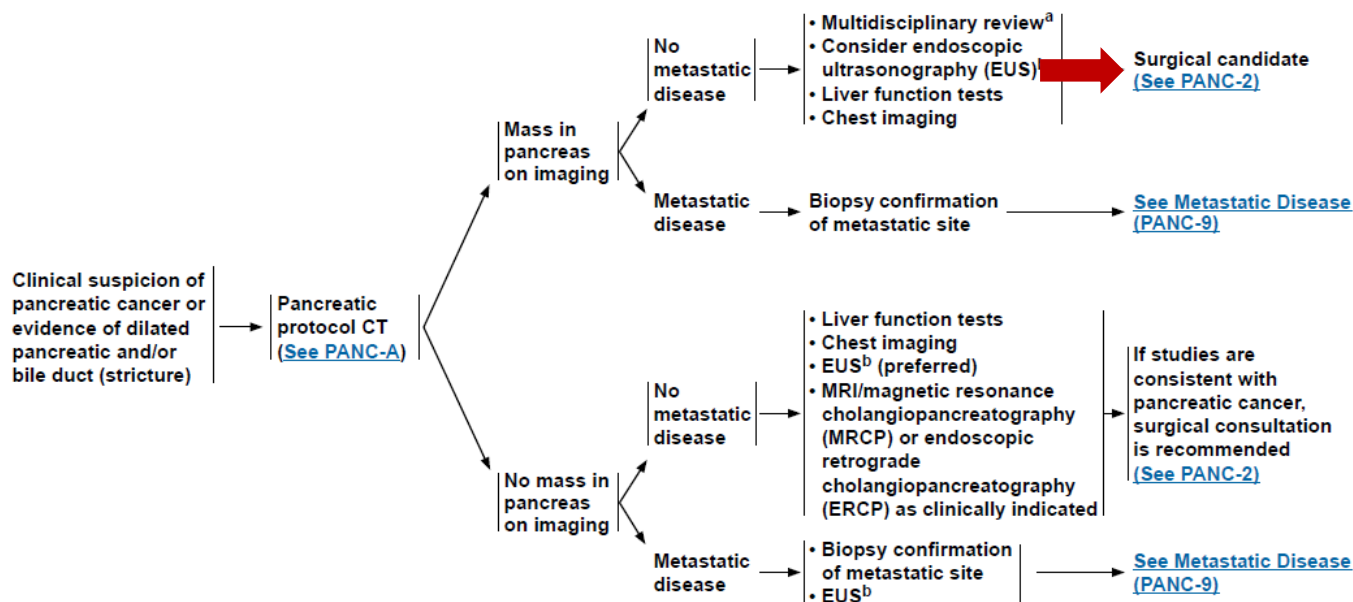 Clinical suspicion of
pancreatic cancer or
evidence of dilated
pancreatic and/or
bile duct (stricture)
Pancreatic
protocol CT
(See PANC-A)
Mass in
pancreas
on imaging
No
metastatic
disease
• Multidisciplinary reviewᵃ
• Consider endoscopic
ultrasonography (EUS)
• Liver function tests
• Chest imaging
Surgical candidate
(See PANC-2)
Metastatic
disease
Biopsy confirmation
of metastatic site
See Metastatic Disease
(PANC-9)
No mass in
pancreas
on imaging
No
metastatic
disease
• Liver function tests
• Chest imaging
• EUSᵇ (preferred)
• MRI/magnetic resonance
cholangiopancreatography
(MRCP) or endoscopic
retrograde
cholangiopancreatography
(ERCP) as clinically indicated
If studies are
consistent with
pancreatic cancer,
surgical consultation
is recommended
(See PANC-2)
Metastatic
disease
• Biopsy confirmation
of metastatic site
• EUSᵇ
See Metastatic Disease
(PANC-9)